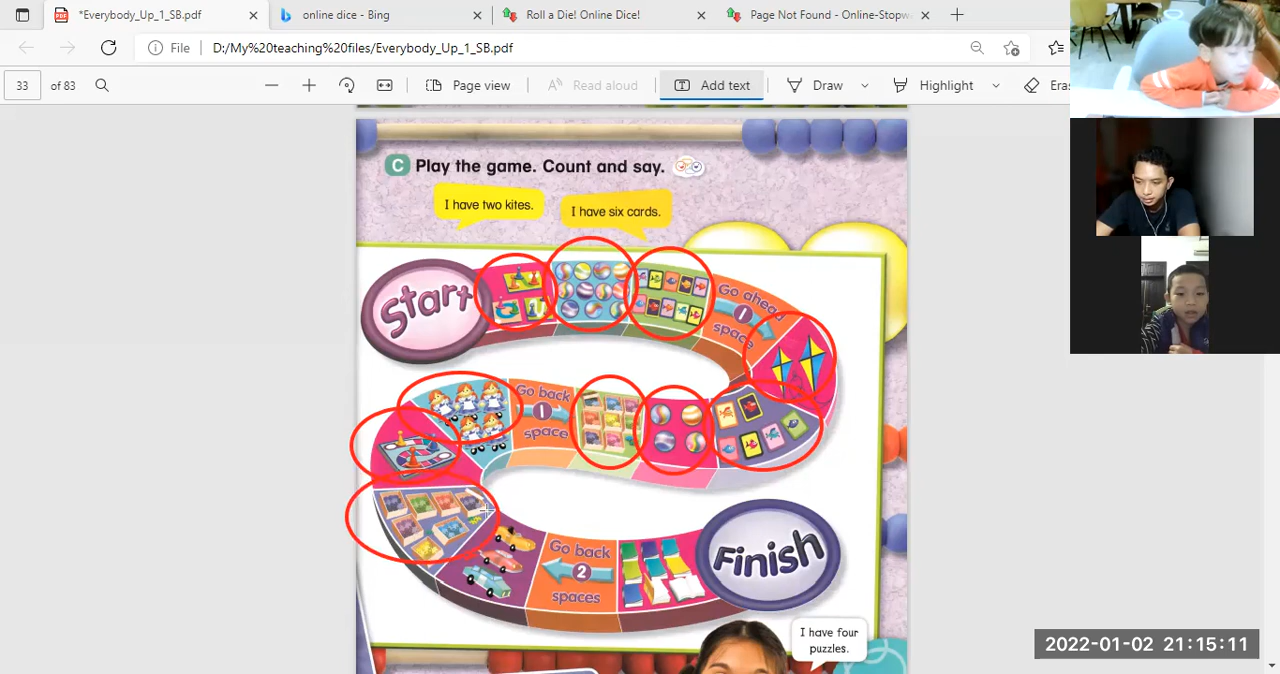 *Everybody_Up_1_SB.pdf
online dice - Bing
Roll a Die! Online Dice!
Page Not Found - Online-Stopw
File
D:/My%20teaching%20files/Everybody_Up_1_SB.pdf
33
of 83
Page view
Read aloud
Add text
Draw
Highlight
Eras
C Play the game. Count and say.
I have two kites.
I have six cards.
Start
Go ahead
1
space
Go back
1
space
Go back
2
spaces
Finish
I have four
puzzles.
2022-01-02 21:15:11